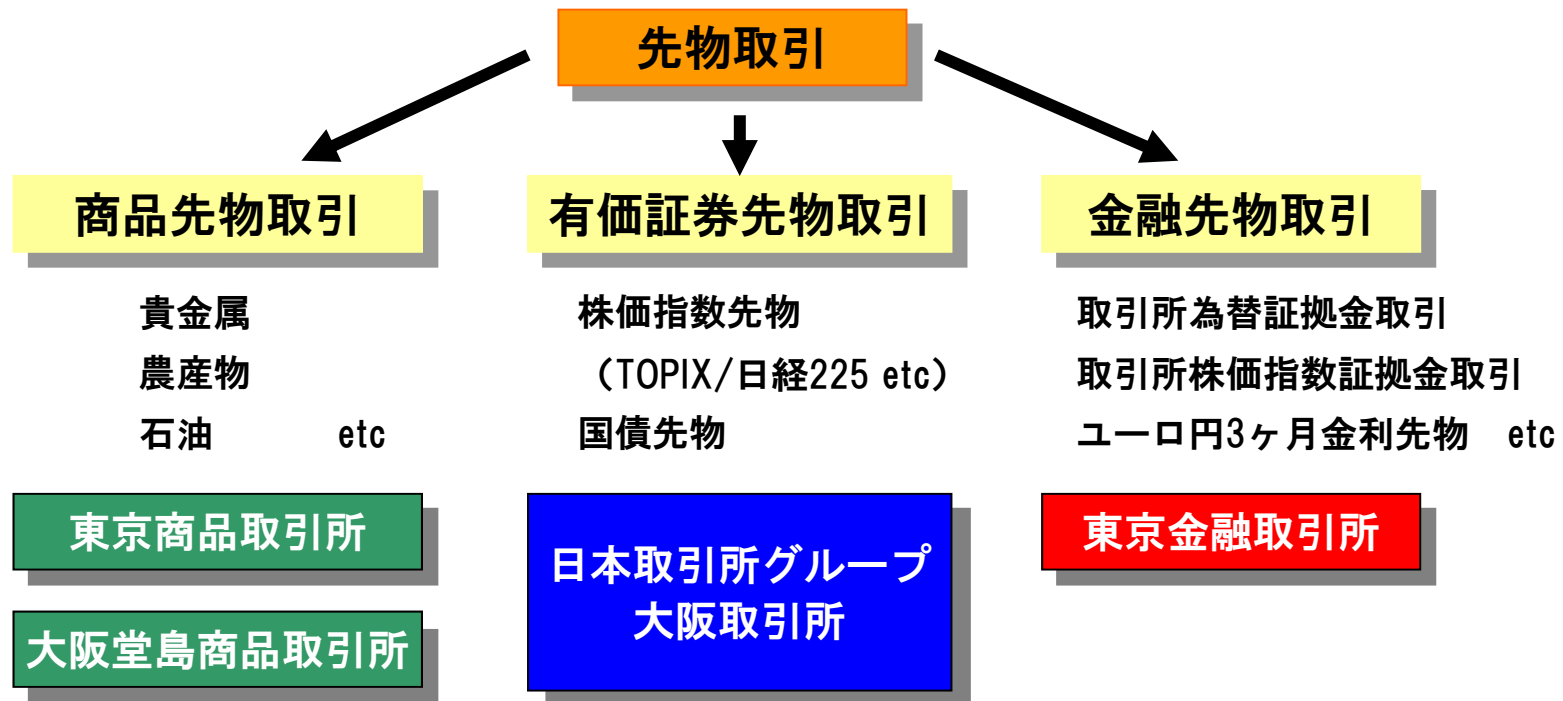 先物取引
商品先物取引
貴金属
農産物
石油 etc
東京商品取引所
大阪堂島商品取引所
有価証券先物取引
株価指数先物
（TOPIX/日経225 etc）
国債先物
日本取引所グループ
大阪取引所
金融先物取引
取引所為替証拠金取引
取引所株価指数証拠金取引
ユーロ円3ヶ月金利先物 etc
東京金融取引所